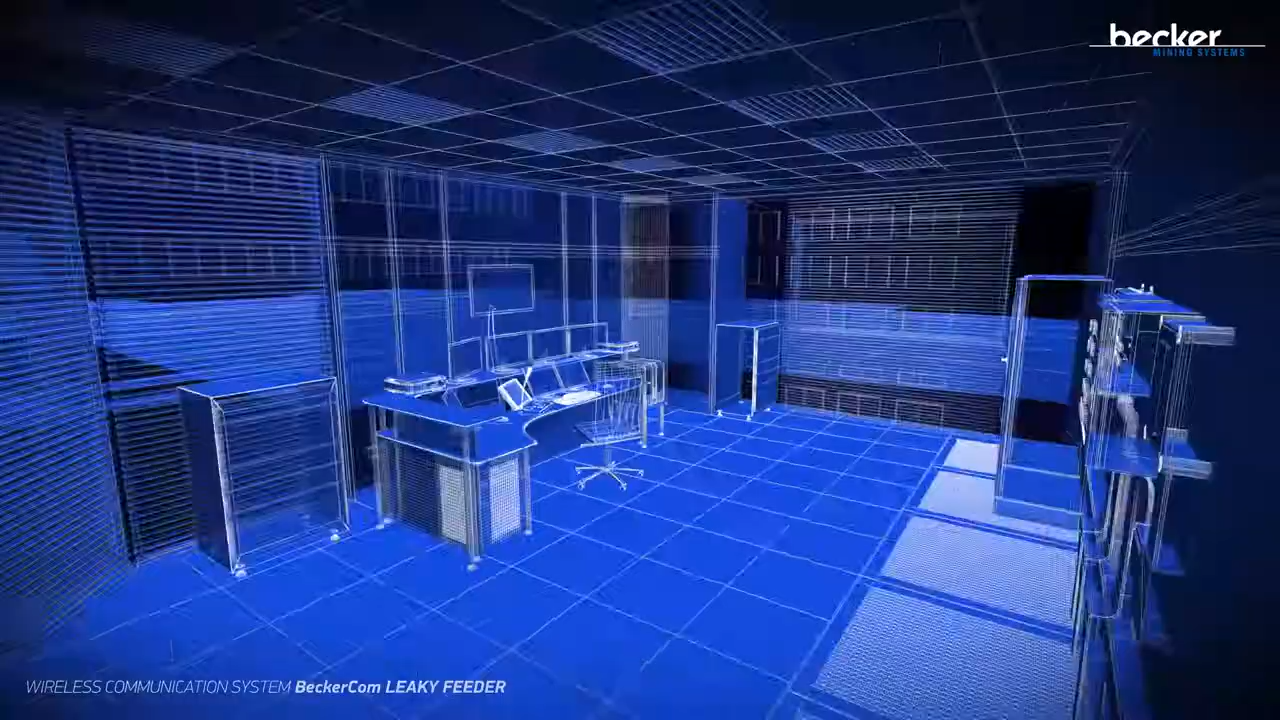 becker
MINING SYSTEMS
WIRELESS COMMUNICATION SYSTEM BeckerCom LEAKY FEEDER